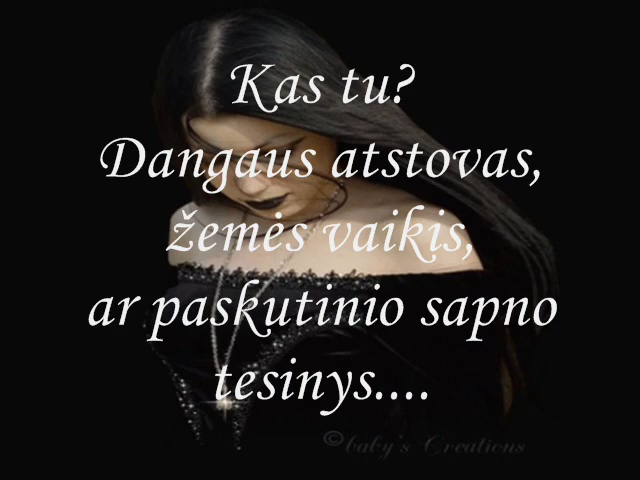 Kas tu?
Dangaus atstovas,
žemės vaikis,
ar paskutinio sapno
tesinys....
©baby's Creations